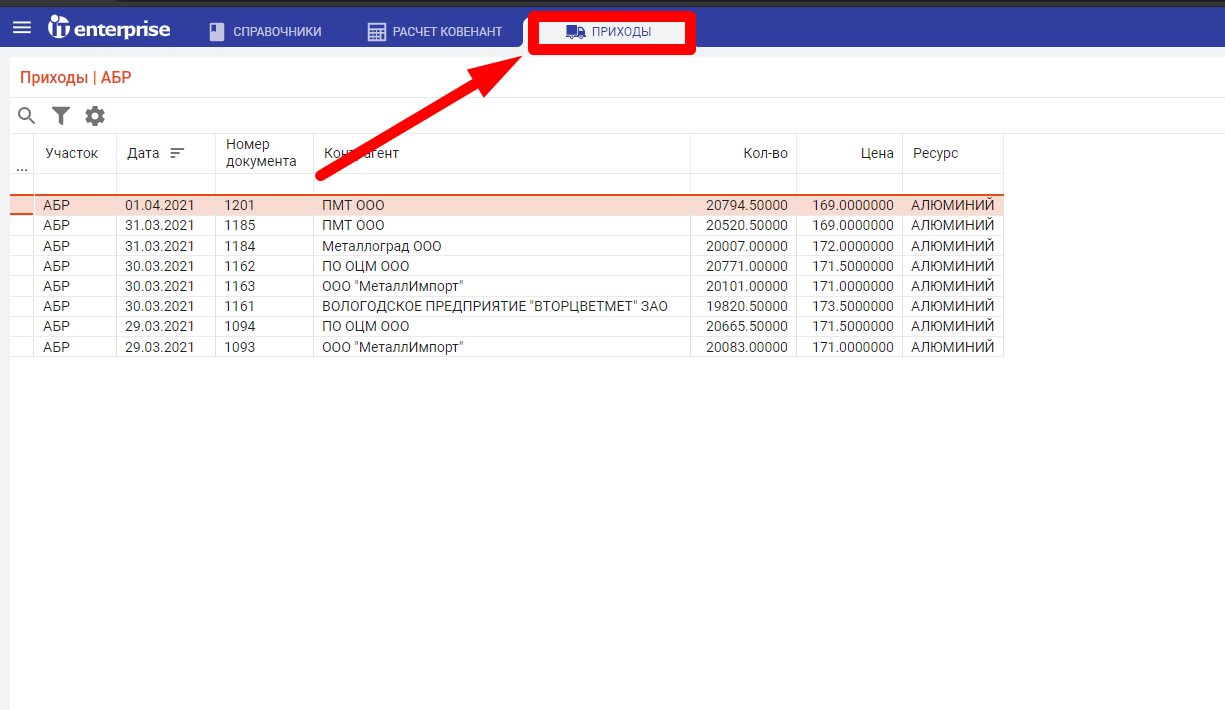 it enterprise СПРАВОЧНИКИ РАСЧЕТ КОВЕНАНТ ПРИХОДЫ
Приходы | АБР
... Участок Дата Номер документа Контрагент Кол-во Цена Ресурс
АБР 01.04.2021 1201 ПМТ ООО 20794.50000 169.0000000 АЛЮМИНИЙ
АБР 31.03.2021 1185 ПМТ ООО 20520.50000 169.0000000 АЛЮМИНИЙ
АБР 31.03.2021 1184 Металлоград ООО 20007.00000 172.0000000 АЛЮМИНИЙ
АБР 30.03.2021 1162 ПО ОЦМ ООО 20771.00000 171.5000000 АЛЮМИНИЙ
АБР 30.03.2021 1163 ООО "МеталлИмпорт" 20101.00000 171.0000000 АЛЮМИНИЙ
АБР 30.03.2021 1161 ВОЛОГОДСКОЕ ПРЕДПРИЯТИЕ "ВТОРЦВЕТМЕТ" ЗАО 19820.50000 173.5000000 АЛЮМИНИЙ
АБР 29.03.2021 1094 ПО ОЦМ ООО 20665.50000 171.5000000 АЛЮМИНИЙ
АБР 29.03.2021 1093 ООО "МеталлИмпорт" 20083.00000 171.0000000 АЛЮМИНИЙ